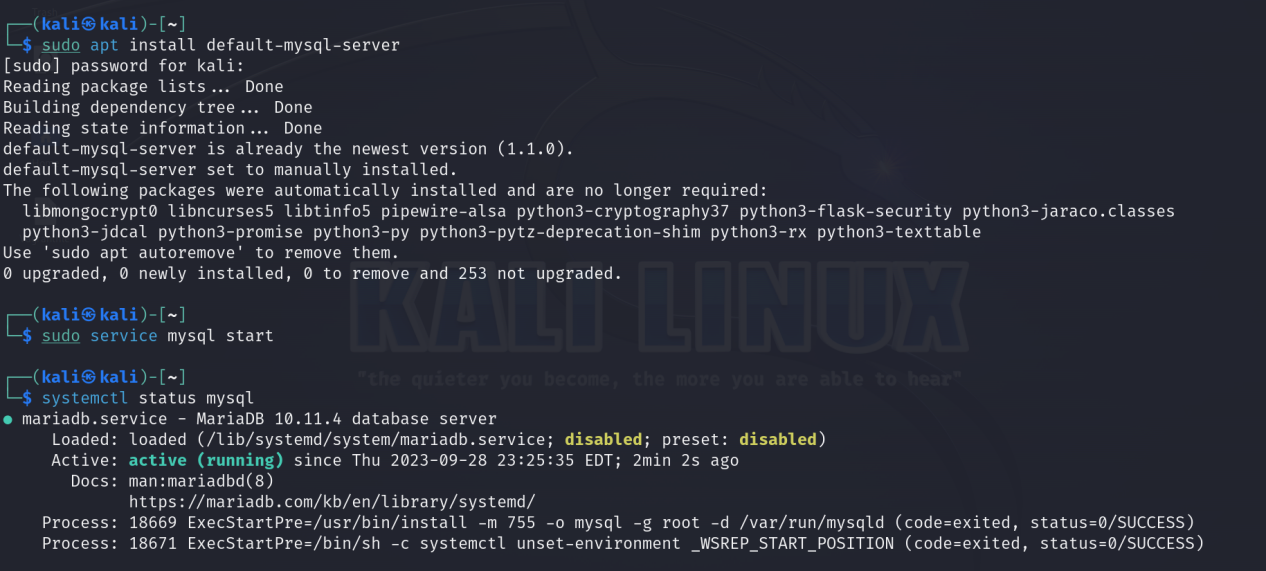 ┌──(kali㉿kali)-[~]
└─$ sudo apt install default-mysql-server
[sudo] password for kali:
Reading package lists... Done
Building dependency tree... Done
Reading state information... Done
default-mysql-server is already the newest version (1.1.0).
default-mysql-server set to manually installed.
The following packages were automatically installed and are no longer required:
  libmongocrypt0 libncurses5 libtinfo5 pipewire-alsa python3-cryptography37 python3-flask-security python3-jaraco.classes
  python3-jdcal python3-promise python3-py python3-pytz-deprecation-shim python3-rx python3-texttable
Use 'sudo apt autoremove' to remove them.
0 upgraded, 0 newly installed, 0 to remove and 253 not upgraded.
┌──(kali㉿kali)-[~]
└─$ sudo service mysql start
KALI LINUX
"the quieter you become, the more you are able to hear"
┌──(kali㉿kali)-[~]
└─$ systemctl status mysql
● mariadb.service - MariaDB 10.11.4 database server
     Loaded: loaded (/lib/systemd/system/mariadb.service; disabled; preset: disabled)
     Active: active (running) since Thu 2023-09-28 23:25:35 EDT; 2min 2s ago
       Docs: man:mariadbd(8)
             https://mariadb.com/kb/en/library/systemd/
    Process: 18669 ExecStartPre=/usr/bin/install -m 755 -o mysql -g root -d /var/run/mysqld (code=exited, status=0/SUCCESS)
    Process: 18671 ExecStartPre=/bin/sh -c systemctl unset-environment _WSREP_START_POSITION (code=exited, status=0/SUCCESS)